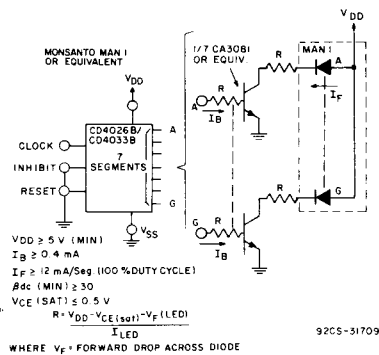 MONSANTO MAN I
OR EQUIVALENT
VDD
CD4026B/
CD4033B
7
SEGMENTS
A
G
CLOCK
INHIBIT
RESET
VSS
1/7 CA3081
OR EQUIV.
R
A
R
IB
MAN I
A
IF
VDD
R
G
G
R
IB
VDD ≥ 5 V (MIN)
IB ≥ 0.4 mA
IF ≥ 12 mA/Seg. (100 % DUTY CYCLE)
βdc (MIN) ≥ 30
VCE (SAT) ≤ 0.5 V
R = VDD-VCE(sat)-VF (LED)
ILED
WHERE VF = FORWARD DROP ACROSS DIODE
92CS-31709